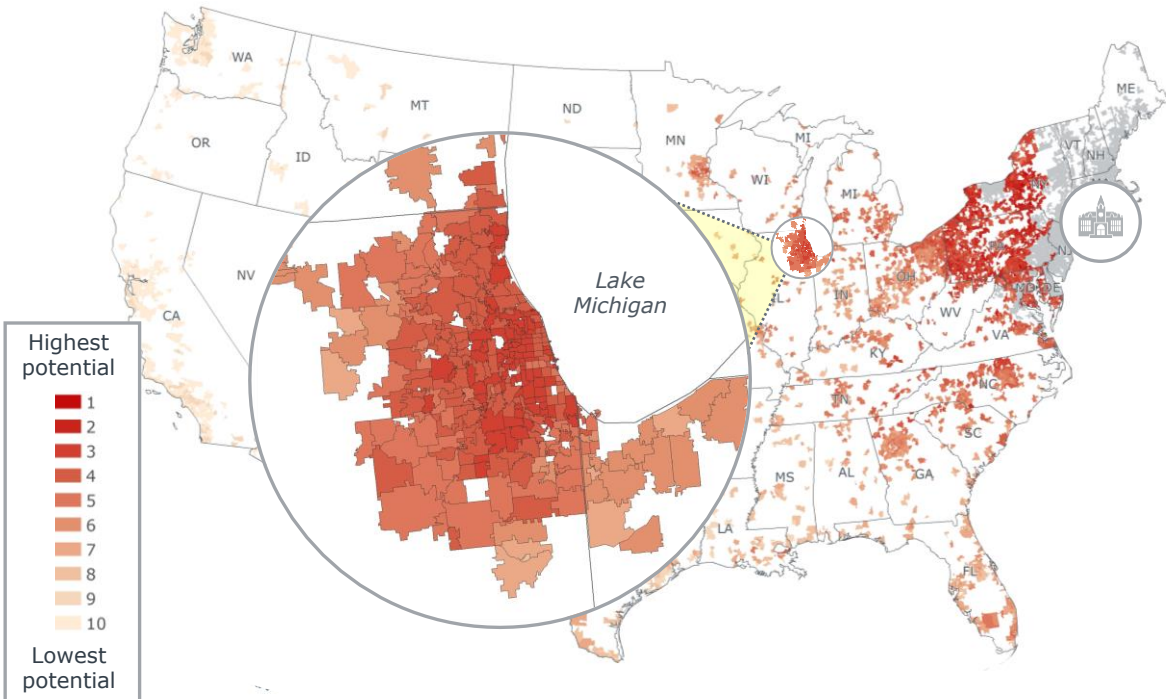 WA
MT
ND
MN
MI
ME
VT
NH
OR
ID
WI
MI
NV
CA
Lake
Michigan
OH
NJ
IN
WV
DE
VA
KY
TN
NC
SC
MS
AL
GA
LA
FL
Highest
potential
1
2
3
4
5
6
7
8
9
10
Lowest
potential